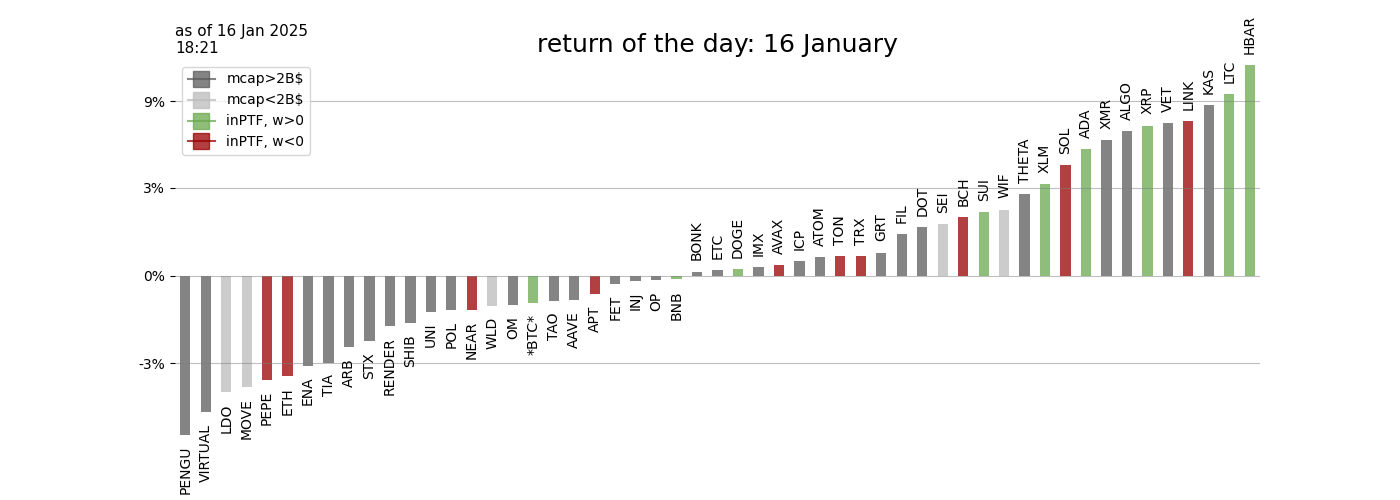 as of 16 Jan 2025
18:21
return of the day: 16 January
mcap>2B$
mcap<2B$
inPTF, w>0
inPTF, w<0
9%
3%
0%
-3%
PENGU
VIRTUAL
LDO
MOVE
PEPE
ETH
ENA
TIA
ARB
STX
RENDER
SHIB
UNI
POL
NEAR
WLD
OM
*BTC*
TAO
AAVE
APT
FET
INJ
OP
BNB
BONK
ETC
DOGE
IMX
AVAX
ICP
ATOM
TON
TRX
GRT
FIL
DOT
SEI
BCH
SUI
WIF
THETA
XLM
SOL
ADA
XMR
ALGO
XRP
VET
LINK
KAS
LTC
HBAR